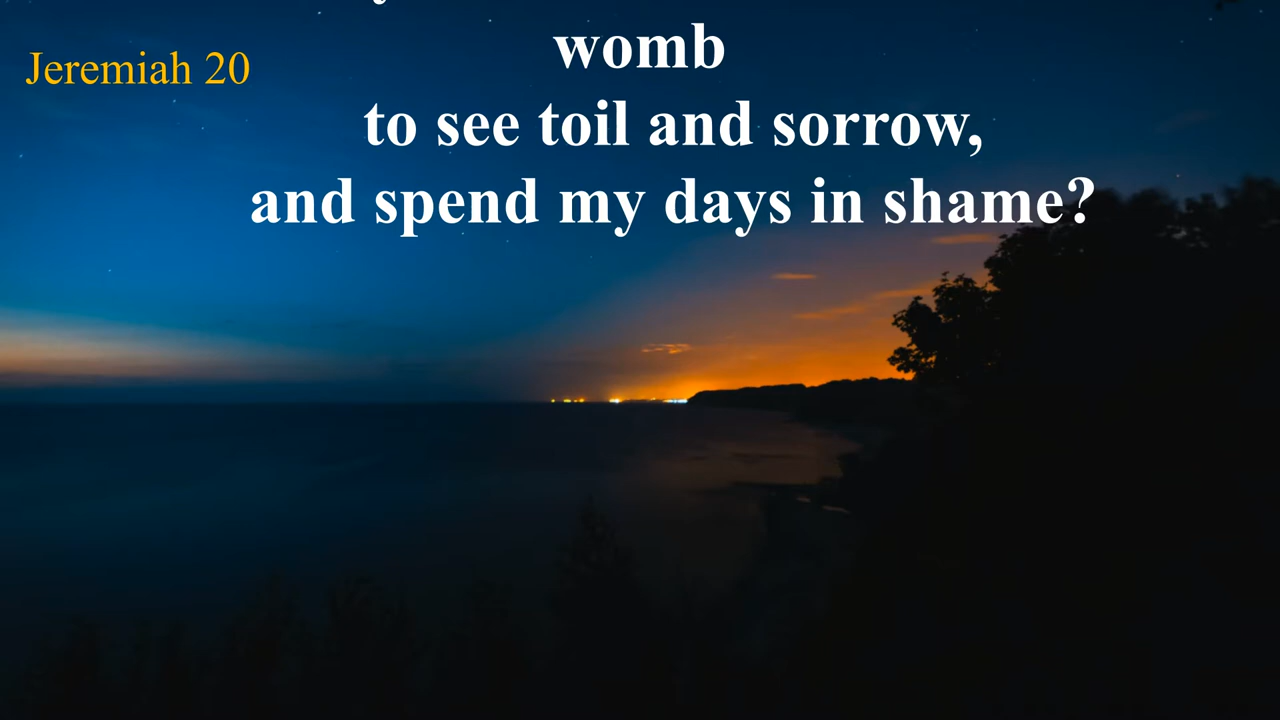 Jeremiah 20
womb
to see toil and sorrow,
and spend my days in shame?